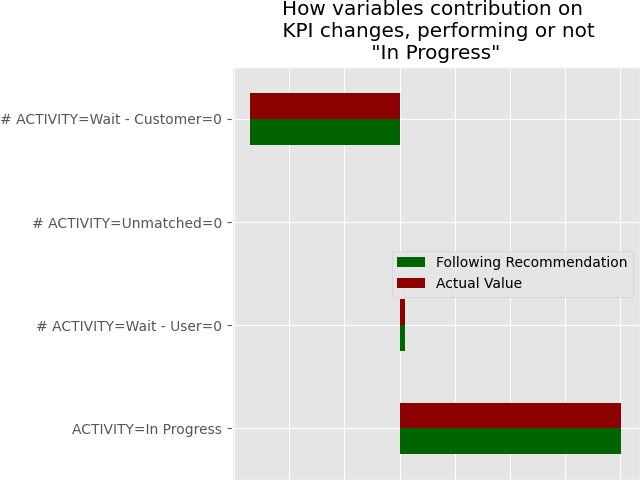 How variables contribution on
KPI changes, performing or not
"In Progress"
# ACTIVITY=Wait - Customer=0
# ACTIVITY=Unmatched=0
Following Recommendation
Actual Value
# ACTIVITY=Wait - User=0
ACTIVITY=In Progress